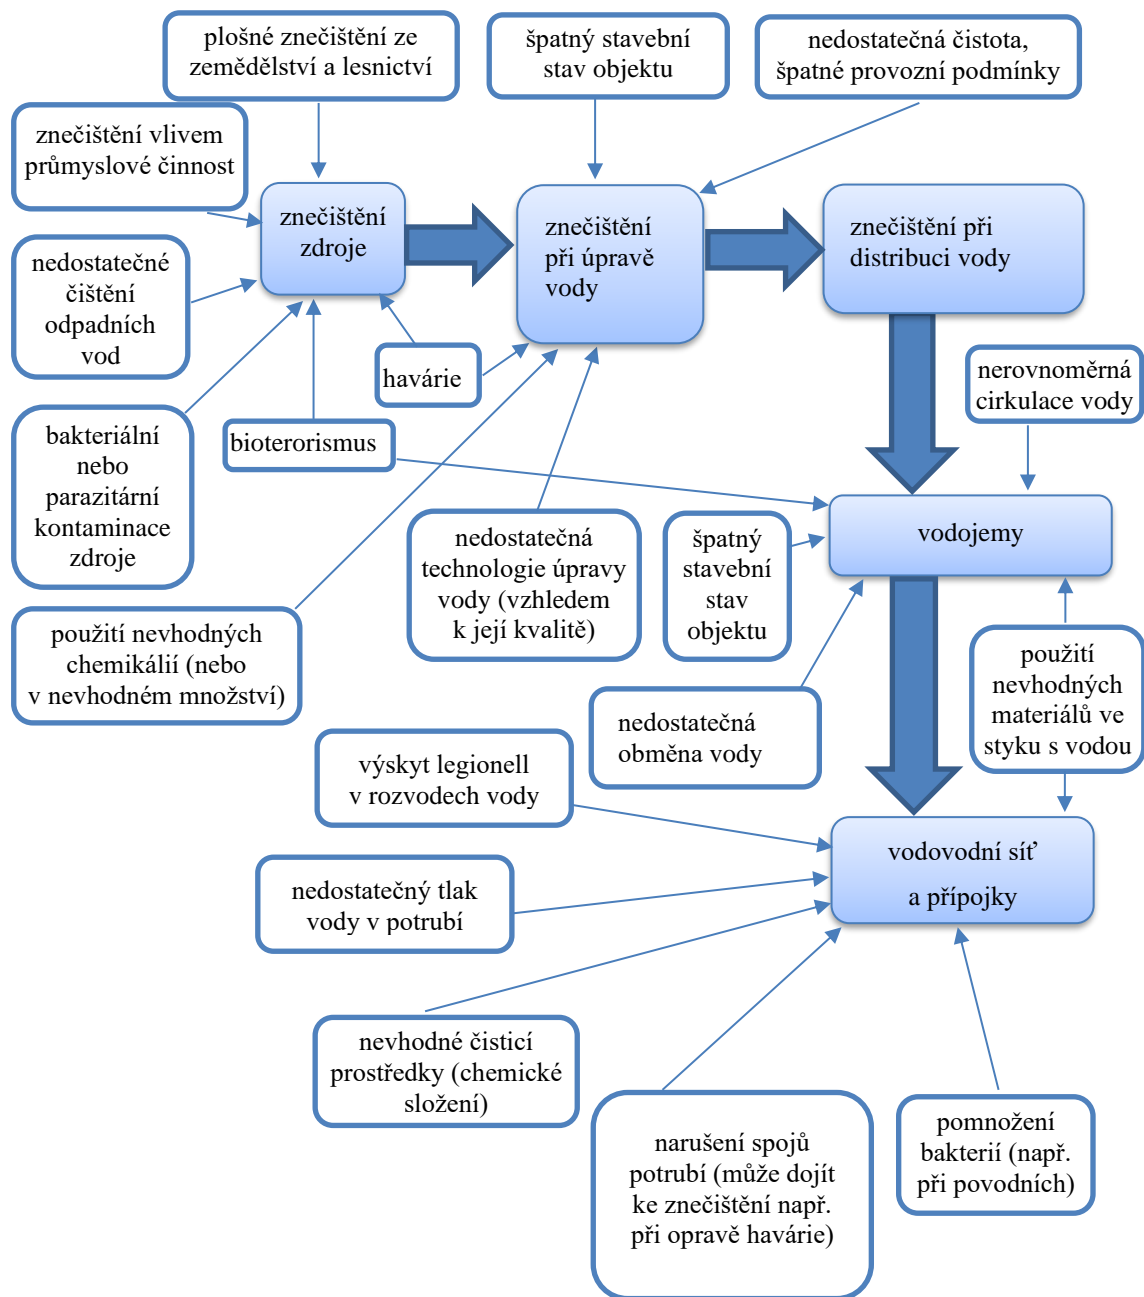 plošné znečištění ze
zemědělství a lesnictví
špatný stavební
stav objektu
nedostatečná čistota,
špatné provozní podmínky
znečištění vlivem
průmyslové činnost
znečištění
zdroje
znečištění
při úpravě
vody
znečištění při
distribuci vody
nedostatečné
čištění
odpadních
vod
havárie
nerovnoměrná
cirkulace vody
bakteriální
nebo
parazitární
kontaminace
zdroje
bioterorismus
nedostatečná
technologie úpravy
vody (vzhledem
k její kvalitě)
špatný
stavební
stav
objektu
vodojemy
použití nevhodných
chemikálií (nebo
v nevhodném množství)
nedostatečná
obměna vody
použití
nevhodných
materiálů ve
styku s vodou
výskyt legionell
v rozvodech vody
vodovodní síť
a přípojky
nedostatečný tlak
vody v potrubí
nevhodné čisticí
prostředky (chemické
složení)
narušení spojů
potrubí (může dojít
ke znečištění např.
při opravě havárie)
pomnožení
bakterií (např.
při povodních)